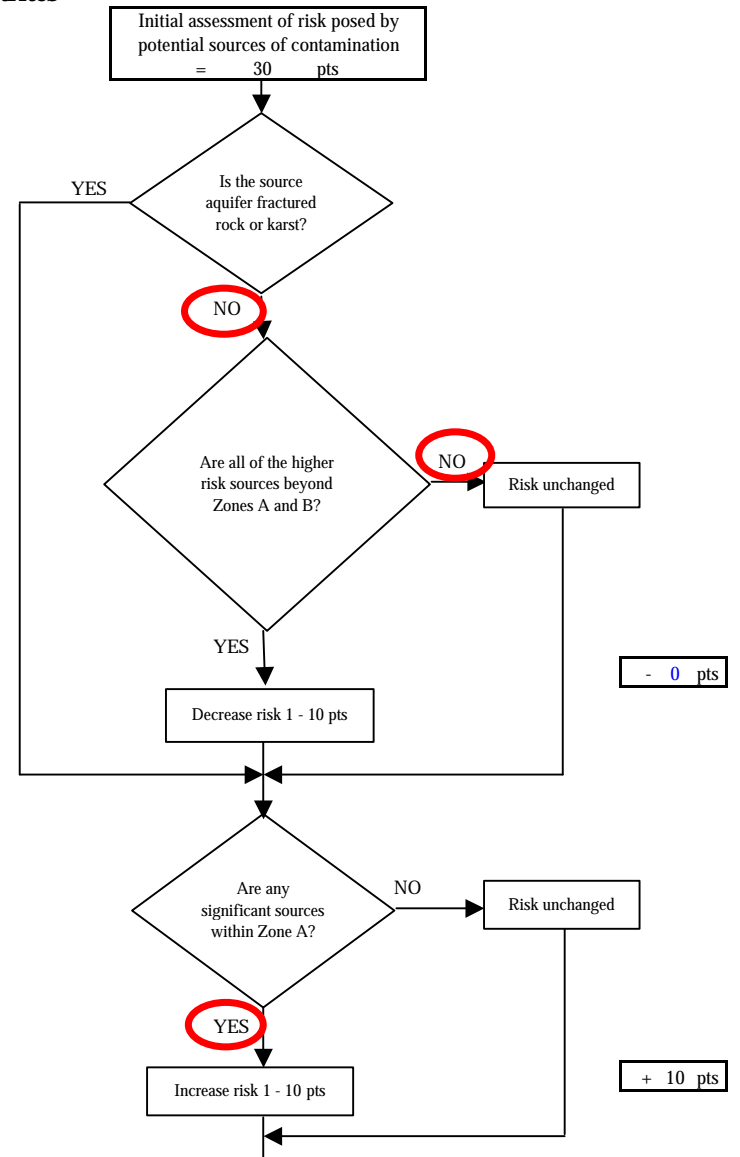 Initial assessment of risk posed by
potential sources of contamination
= 30 pts
YES
Is the source
aquifer fractured
rock or karst?
NO
Are all of the higher
risk sources beyond
Zones A and B?
NO
Risk unchanged
YES
- 0 pts
Decrease risk 1 - 10 pts
Are any
significant sources
within Zone A?
NO
Risk unchanged
YES
+ 10 pts
Increase risk 1 - 10 pts